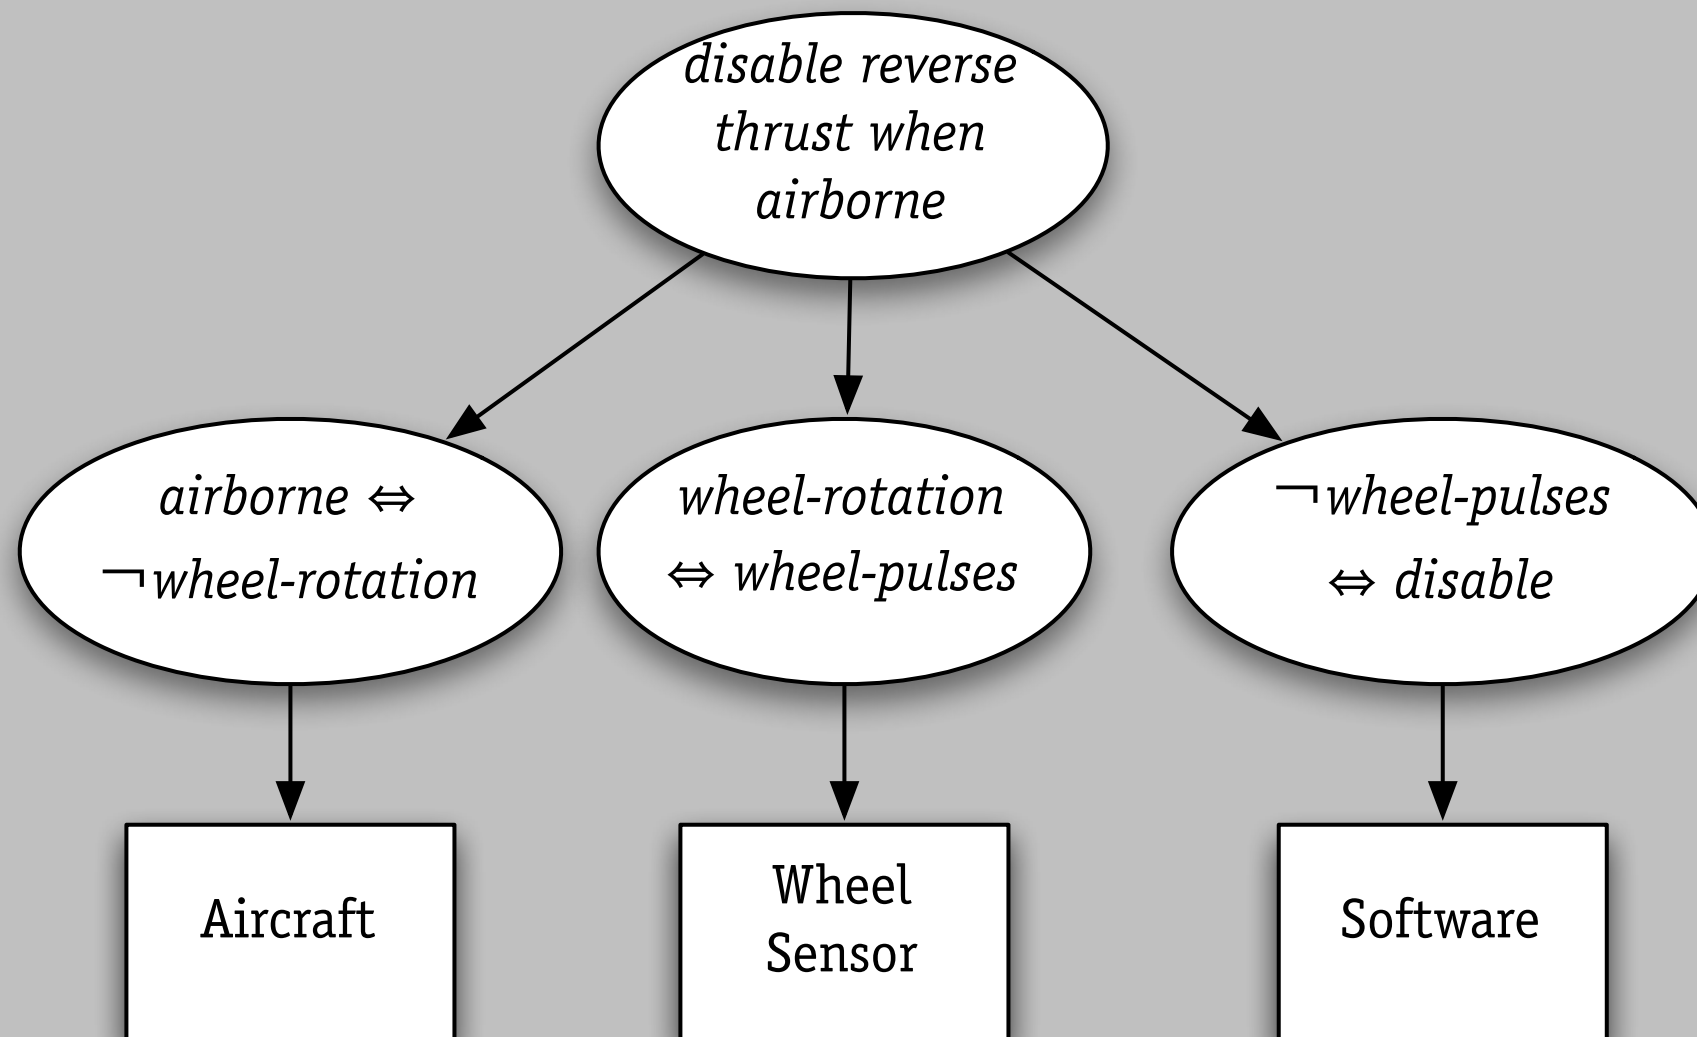 disable reverse
thrust when
airborne
airborne ⇔
¬wheel-rotation
wheel-rotation
⇔ wheel-pulses
¬wheel-pulses
⇔ disable
Aircraft
Wheel
Sensor
Software